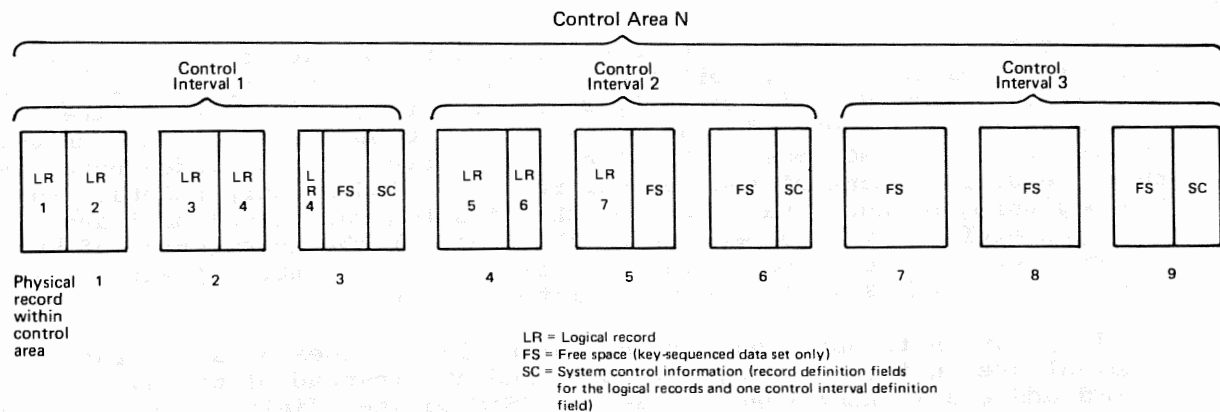 Control Area N
Control
Interval 1
Control
Interval 2
Control
Interval 3
LR
1
LR
2
LR
3
LR
4
L
R
4
FS
SC
LR
5
LR
6
LR
7
FS
FS
SC
FS
FS
FS
SC
Physical
record
within
control
area
1
2
3
4
5
6
7
8
9
LR = Logical record
FS = Free space (key-sequenced data set only)
SC = System control information (record definition fields
for the logical records and one control interval definition
field)